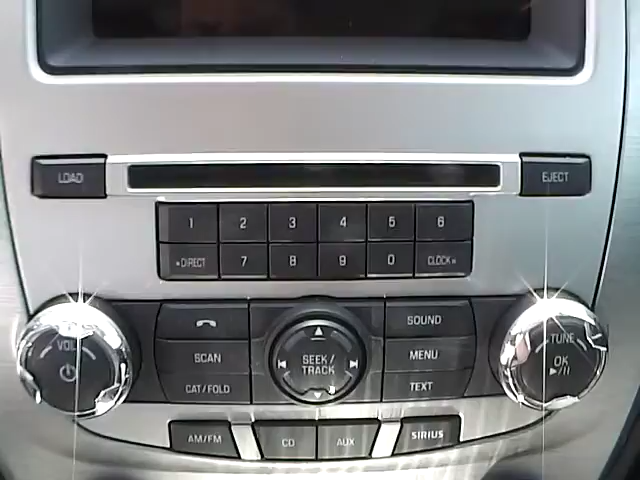 LOAD
EJECT
1 2 3 4 5 6
DIRECT 7 8 9 0 CLOCK
VOL
SOUND
TUNE
SCAN
SEEK/
TRACK
MENU
OK
CAT/FOLD
TEXT
AM/FM
CD
AUX
SIRIUS